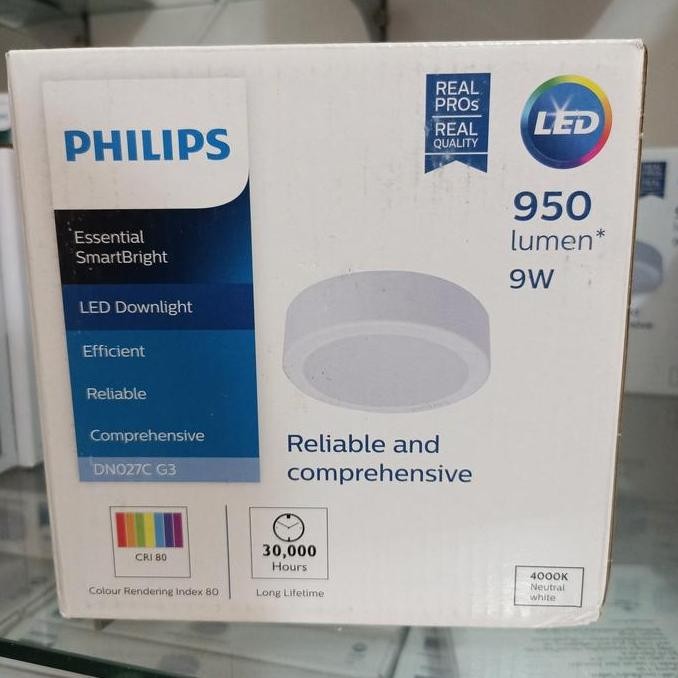 PHILIPS
Essential
SmartBright
LED Downlight
Efficient
Reliable
Comprehensive
DN027C G3
REAL
PROs
REAL
QUALITY
LED
950
lumen*
9W
Reliable and
comprehensive
CRI 80
Colour Rendering Index 80
30,000
Hours
Long Lifetime
4000K
Neutral
white